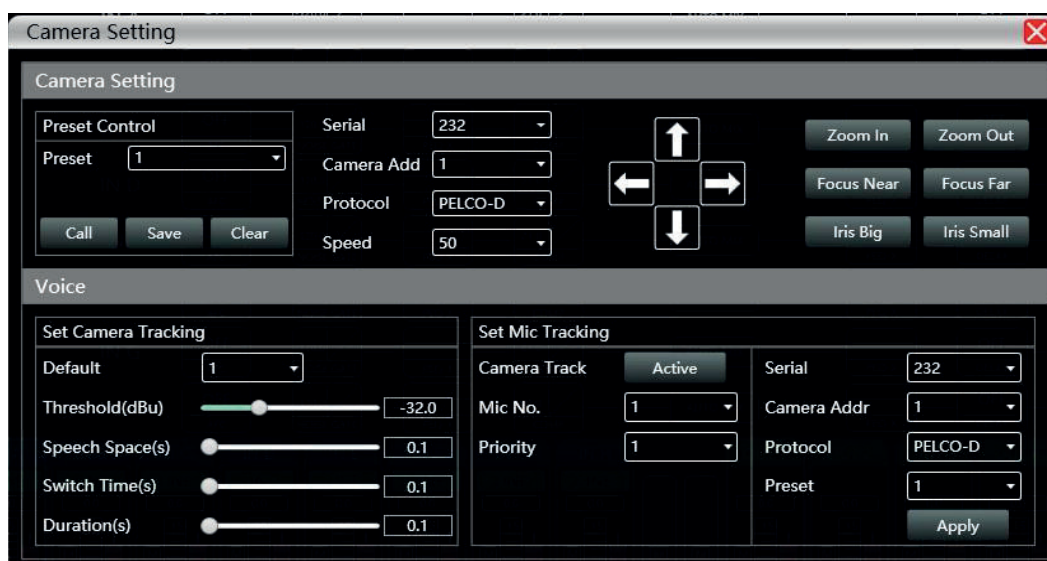 Camera Setting
Camera Setting
Preset Control
Preset 1
Call Save Clear
Serial 232
Camera Add 1
Protocol PELCO-D
Speed 50
Zoom In Zoom Out
Focus Near Focus Far
Iris Big Iris Small
Voice
Set Camera Tracking
Default 1
Threshold(dBu) -32.0
Speech Space(s) 0.1
Switch Time(s) 0.1
Duration(s) 0.1
Set Mic Tracking
Camera Track Active
Mic No. 1
Priority 1
Serial 232
Camera Addr 1
Protocol PELCO-D
Preset 1
Apply